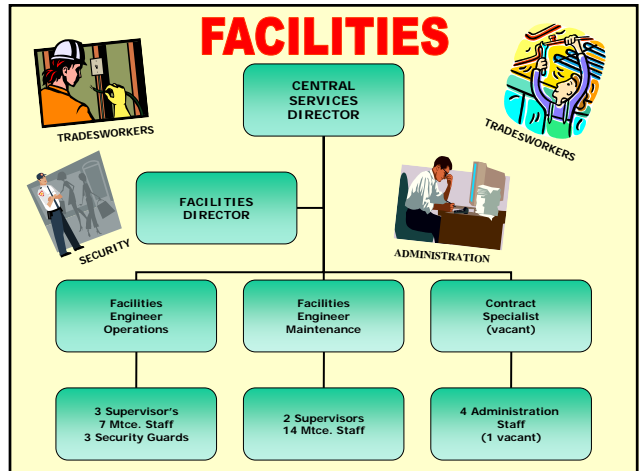 FACILITIES
CENTRAL
SERVICES
DIRECTOR
TRADESWORKERS
TRADESWORKERS
FACILITIES
DIRECTOR
SECURITY
ADMINISTRATION
Facilities
Engineer
Operations
Facilities
Engineer
Maintenance
Contract
Specialist
(vacant)
3 Supervisor's
7 Mtce. Staff
3 Security Guards
2 Supervisors
14 Mtce. Staff
4 Administration
Staff
(1 vacant)